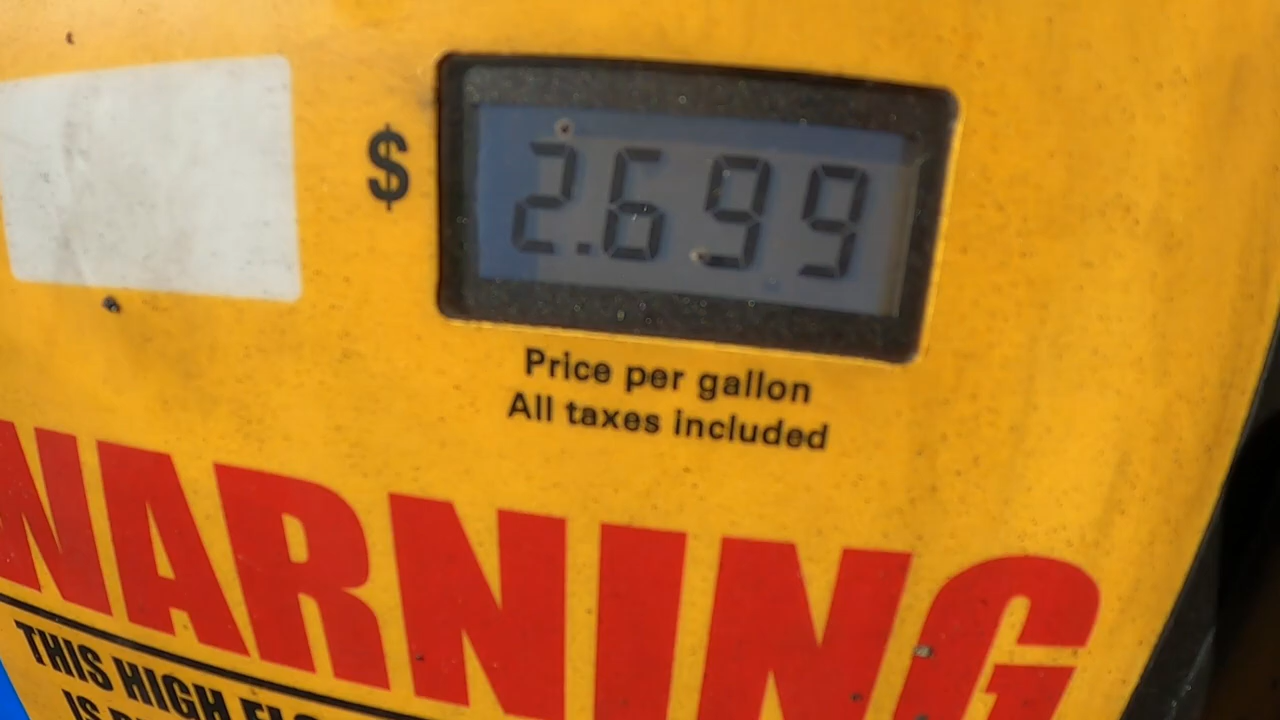 $ 2.699
Price per gallon
All taxes included
WARNING
THIS HIGH